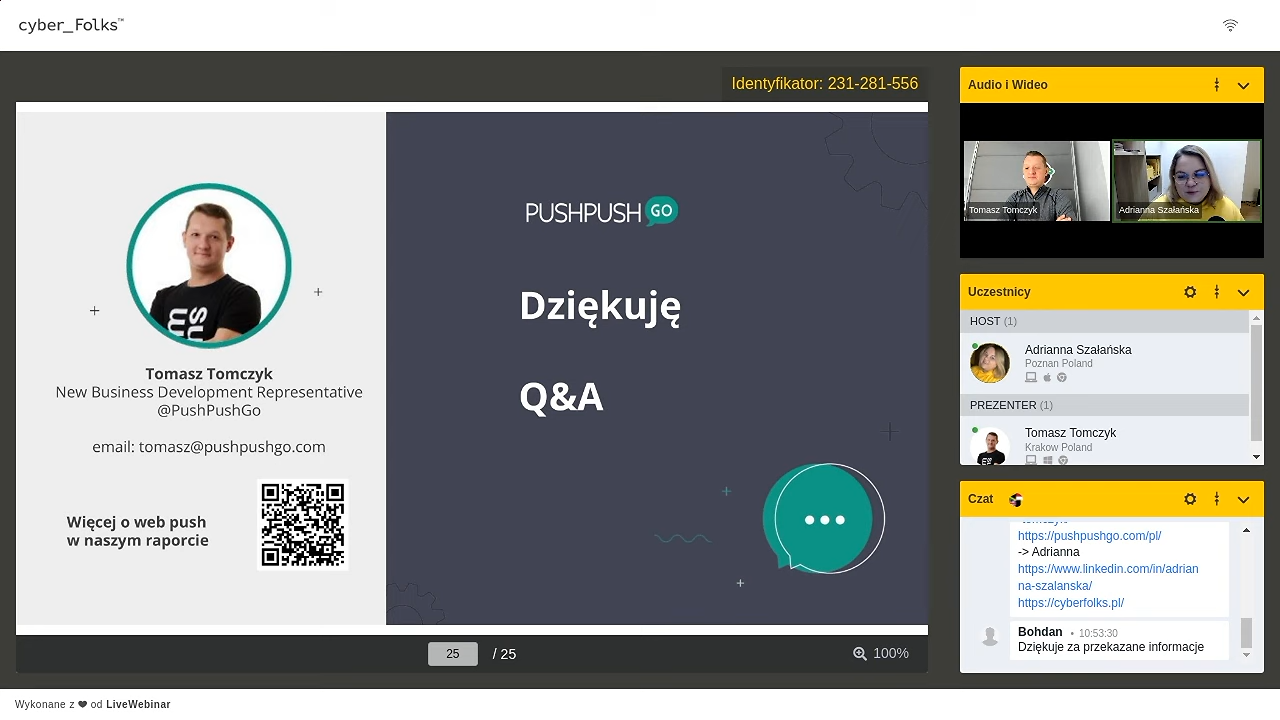 cyber_Folks™
Identyfikator: 231-281-556
PUSHPUSH GO
Dziękuję
Q&A
Tomasz Tomczyk
New Business Development Representative
@PushPushGo
email: tomasz@pushpushgo.com
Więcej o web push
w naszym raporcie
25 / 25
100%
Audio i Wideo
Tomasz Tomczyk
Adrianna Szałańska
Uczestnicy
HOST (1)
Adrianna Szałańska
Poznan Poland
PREZENTER (1)
Tomasz Tomczyk
Krakow Poland
Czat
https://pushpushgo.com/pl/
-> Adrianna
https://www.linkedin.com/in/adrian
na-szalanska/
https://cyberfolks.pl/
Bohdan • 10:53:30
Dziękuje za przekazane informacje
Wykonane z ❤ od LiveWebinar